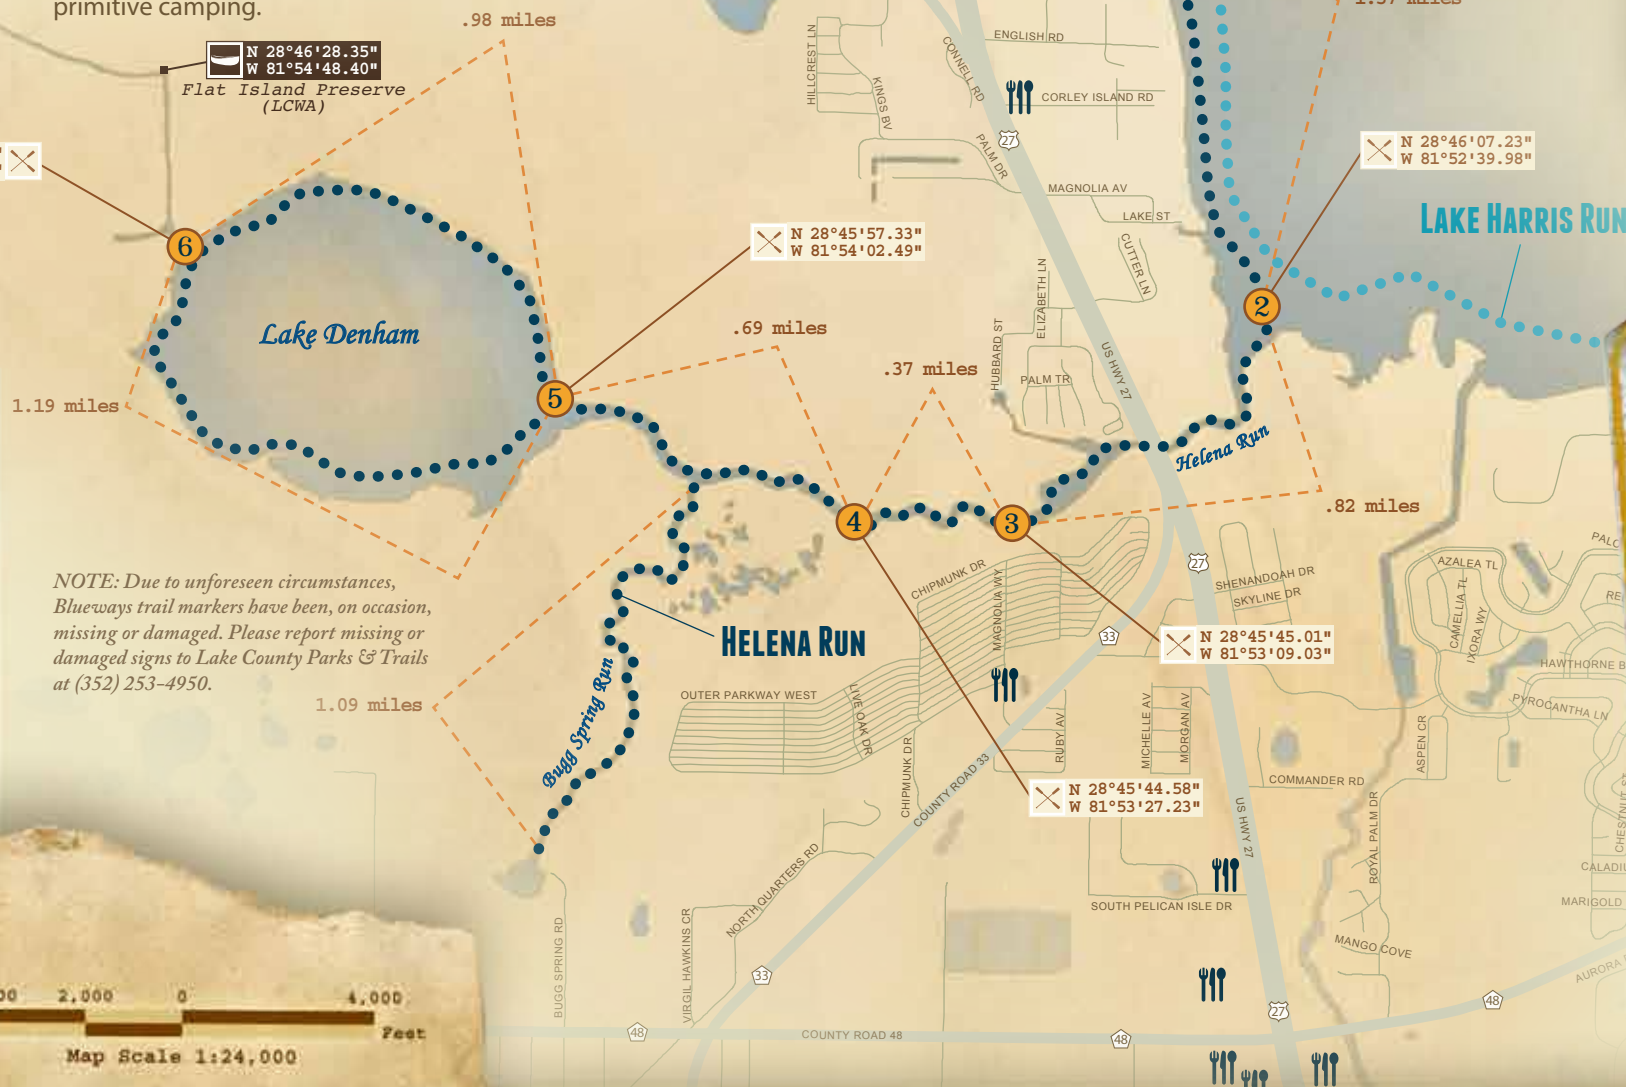 primitive camping.
.98 miles
N 28°46'28.35"
W 81°54'48.40"
Flat Island Preserve
(LCWA)
HILLCREST LN
KINGS BV
CONNELL RD
ENGLISH RD
CORLEY ISLAND RD
27
PALM DR
MAGNOLIA AV
LAKE ST
CUTTER LN
N 28°46'07.23"
W 81°52'39.98"
LAKE HARRIS RUN
6
Lake Denham
N 28°45'57.33"
W 81°54'02.49"
ELIZABETH LN
HUBBARD ST
PALM TR
US HWY 27
2
.69 miles
.37 miles
1.19 miles
5
Helena Run
4
3
.82 miles
NOTE: Due to unforeseen circumstances,
Blueways trail markers have been, on occasion,
missing or damaged. Please report missing or
damaged signs to Lake County Parks & Trails
at (352) 253-4950.
HELENA RUN
Bugg Spring Run
1.09 miles
CHIPMUNK DR
MAGNOLIA WY
33
27
SHENANDOAH DR
SKYLINE DR
AZALEA TL
CAMELLIA TL
IXORA WY
HAWTHORNE B
PYROCANTHA LN
N 28°45'45.01"
W 81°53'09.03"
OUTER PARKWAY WEST
LIVE OAK DR
CHIPMUNK DR
COUNTY ROAD 33
RUBY AV
MICHELLE AV
MORGAN AV
ASPEN CR
COMMANDER RD
N 28°45'44.58"
W 81°53'27.23"
US HWY 27
ROYAL PALM DR
NORTH QUARTERS RD
SOUTH PELICAN ISLE DR
MARIGOLD
MANGO COVE
BUGG SPRING RD
VIRGIL HAWKINS CR
33
48
COUNTY ROAD 48
48
27
48
AURORA
2,000
0
4,000
Feet
Map Scale 1:24,000